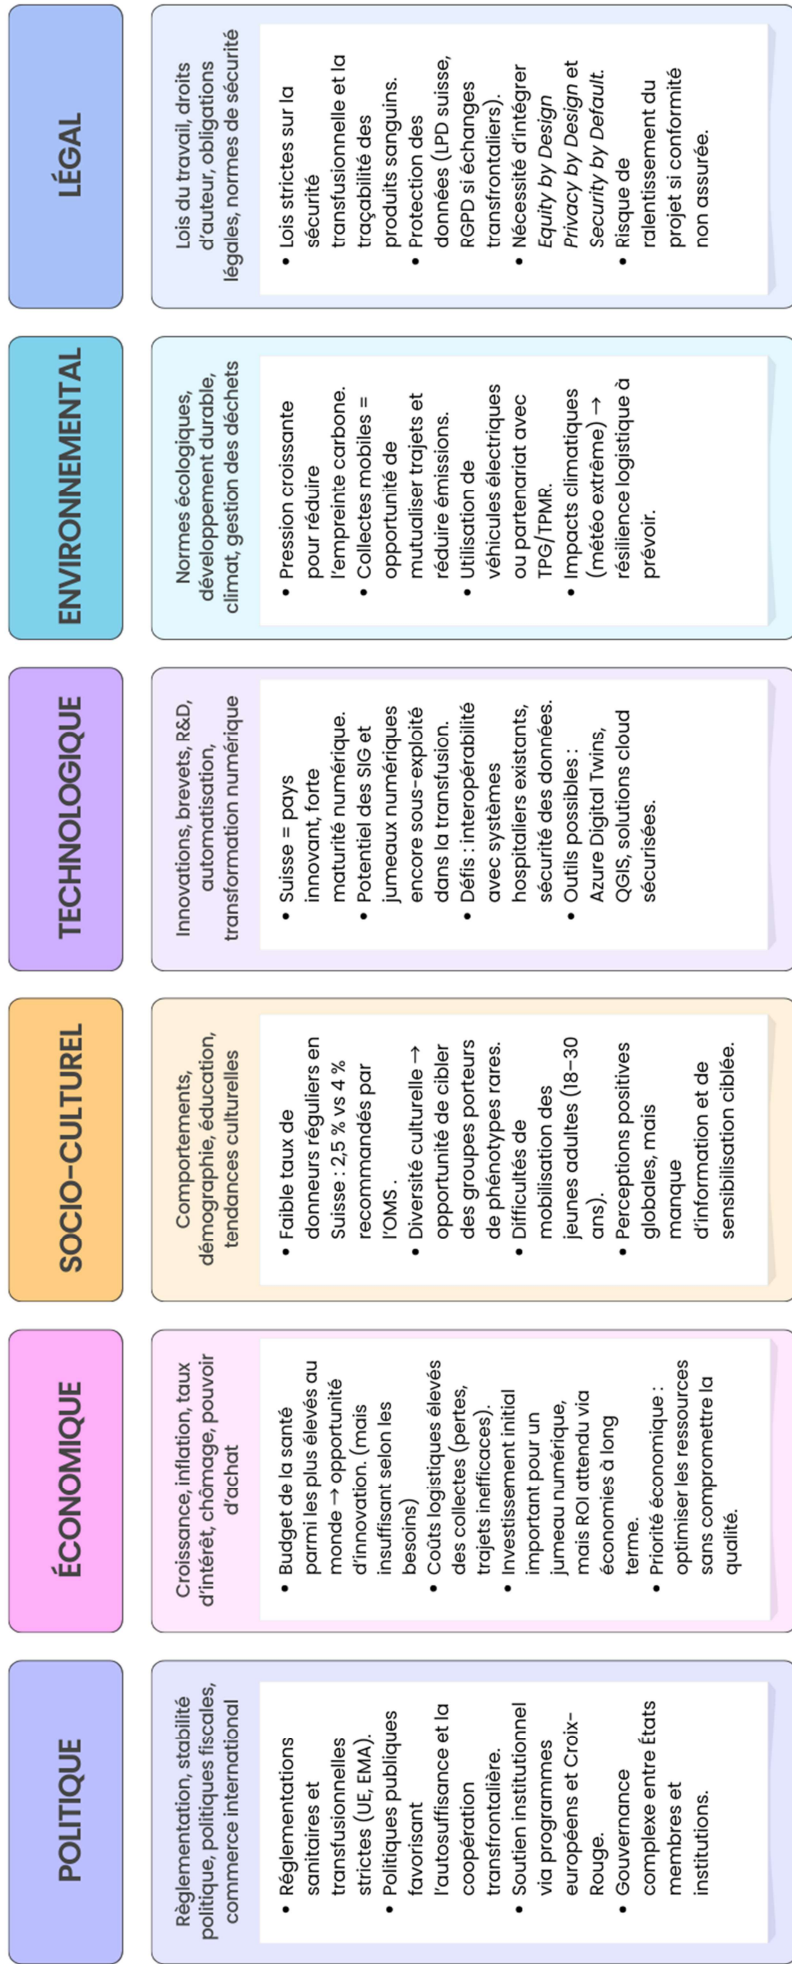 POLITIQUE
Règlementation, stabilité
politique, politiques fiscales,
commerce international
• Réglementations
sanitaires et
transfusionnelles
strictes (UE, EMA).
• Politiques publiques
favorisant
l'autosuffisance et la
coopération
transfrontalière.
• Soutien institutionnel
via programmes
européens et Croix-
Rouge.
• Gouvernance
complexe entre États
membres et
institutions.
ÉCONOMIQUE
Croissance, inflation, taux
d'intérêt, chômage, pouvoir
d'achat
• Budget de la santé
parmi les plus élevés au
monde → opportunité
d'innovation. (mais
insuffisant selon les
besoins)
• Coûts logistiques élevés
des collectes (pertes,
trajets inefficaces).
• Investissement initial
important pour un
jumeau numérique,
mais ROI attendu via
économies à long
terme.
• Priorité économique :
optimiser les ressources
sans compromettre la
qualité.
SOCIO-CULTUREL
Comportements,
démographie, éducation,
tendances culturelles
• Faible taux de
donneurs réguliers en
Suisse : 2,5 % vs 4 %
recommandés par
l'OMS .
• Diversité culturelle →
opportunité de cibler
des groupes porteurs
de phénotypes rares.
• Difficultés de
mobilisation des
jeunes adultes (18–30
ans).
• Perceptions positives
globales, mais
manque
d'information et de
sensibilisation ciblée.
TECHNOLOGIQUE
Innovations, brevets, R&D,
automatisation,
transformation numérique
• Suisse = pays
innovant, forte
maturité numérique.
• Potentiel des SIG et
jumeaux numériques
encore sous-exploité
dans la transfusion.
• Défis : interopérabilité
avec systèmes
hospitaliers existants,
sécurité des données.
• Outils possibles :
Azure Digital Twins,
QGIS, solutions cloud
sécurisées.
ENVIRONNEMENTAL
Normes écologiques,
développement durable,
climat, gestion des déchets
• Pression croissante
pour réduire
l'empreinte carbone.
• Collectes mobiles =
opportunité de
mutualiser trajets et
réduire émissions.
• Utilisation de
véhicules électriques
ou partenariat avec
TPG/TPMR.
• Impacts climatiques
(météo extrême) →
résilience logistique à
prévoir.
LÉGAL
Lois du travail, droits
d'auteur, obligations
légales, normes de sécurité
• Lois strictes sur la
sécurité
transfusionnelle et la
traçabilité des
produits sanguins.
• Protection des
données (LPD suisse,
RGPD si échanges
transfrontaliers).
• Nécessité d'intégrer
Equity by Design
Privacy by Design et
Security by Default.
• Risque de
ralentissement du
projet si conformité
non assurée.